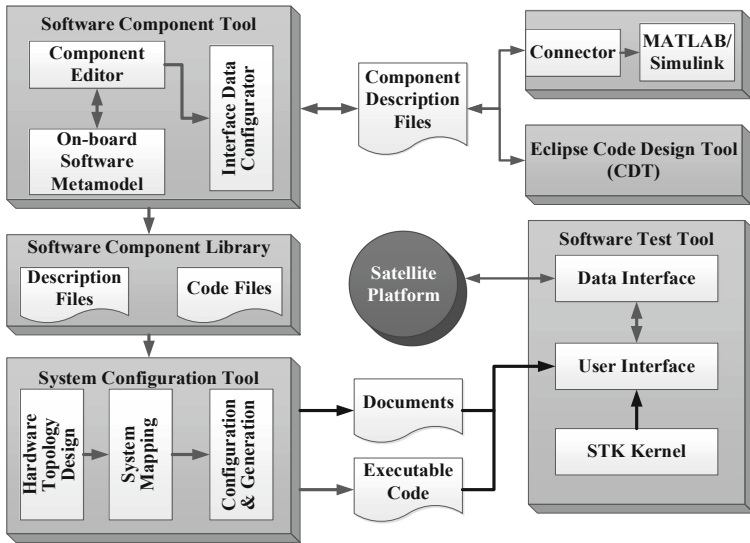 Software Component Tool
Component
Editor
On-board
Software
Metamodel
Interface Data
Configurator
Component
Description
Files
Connector
MATLAB/
Simulink
Eclipse Code Design Tool
(CDT)
Software Component Library
Description
Files
Code Files
Satellite
Platform
Software Test Tool
Data Interface
User Interface
STK Kernel
System Configuration Tool
Hardware
Topology
Design
System
Mapping
Configuration
& Generation
Documents
Executable
Code